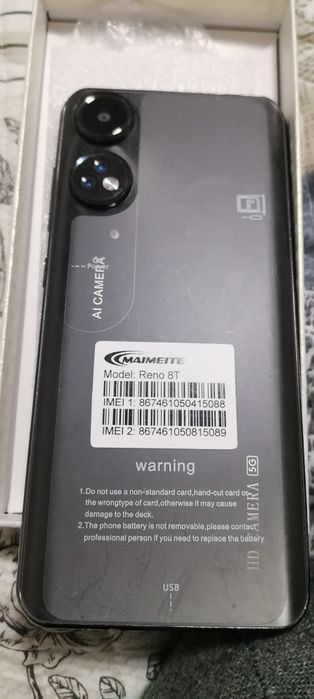 Power
AI CAMERA
MAIMEITE
Model: Reno 8T
IMEI 1: 867461050415088
IMEI 2: 867461050815089
warning
1.Do not use a non-standard card,hand-cut card or
the wrongtype of card,otherwise it may cause
damage to the deck.
2.The phone battery is not removable,please contact
professional person if you need to replace the battery
HD CAMERA 5G
USB